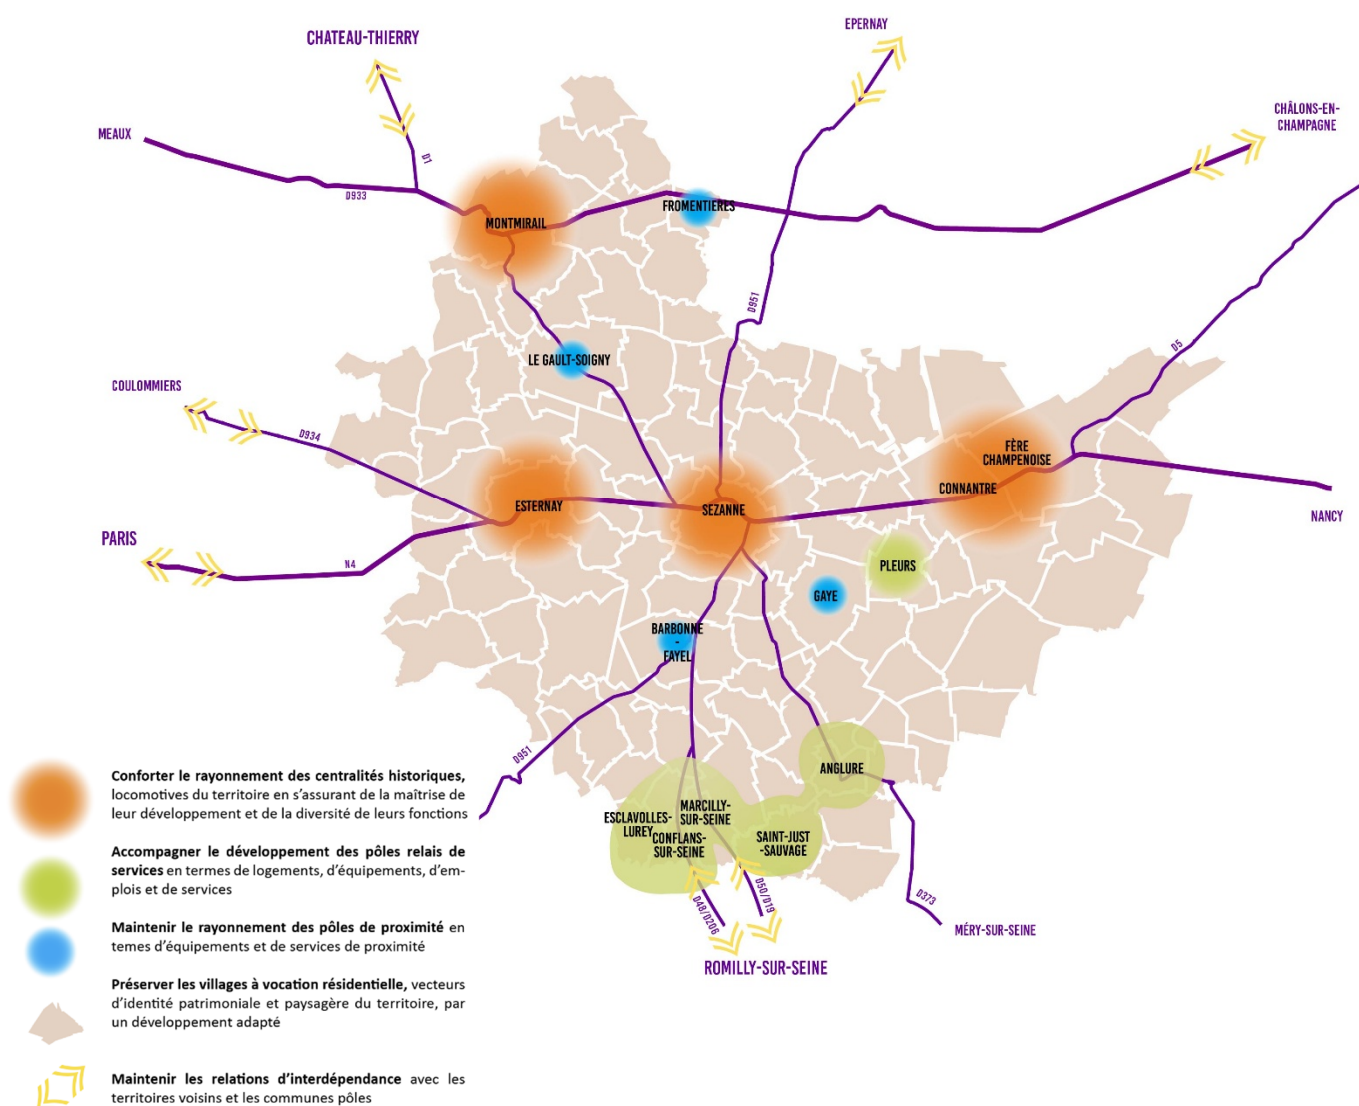 CHATEAU-THIERRY
EPERNAY
CHÂLONS-EN-
CHAMPAGNE
MEAUX
D1
D933
MONTMIRAIL
FROMENTIERES
D951
LE GAULT-SOIGNY
D5
COULOMMIERS
D934
FÈRE
CHAMPENOISE
CONNANTRE
ESTERNAY
SEZANNE
NANCY
PARIS
N4
PLEURS
GAYE
BARBONNE
-
FAYEL
D951
ANGLURE
MARCILLY-
SUR-SEINE
ESCLAVOLLES-
LUREY
CONFLANS-
SUR-SEINE
SAINT-JUST
-SAUVAGE
D48/D206
D50/D19
D373
MÉRY-SUR-SEINE
ROMILLY-SUR-SEINE
Conforter le rayonnement des centralités historiques,
locomotives du territoire en s'assurant de la maîtrise de
leur développement et de la diversité de leurs fonctions
Accompagner le développement des pôles relais de
services en termes de logements, d'équipements, d'em-
plois et de services
Maintenir le rayonnement des pôles de proximité en
temes d'équipements et de services de proximité
Préserver les villages à vocation résidentielle, vecteurs
d'identité patrimoniale et paysagère du territoire, par
un développement adapté
Maintenir les relations d'interdépendance avec les
territoires voisins et les communes pôles